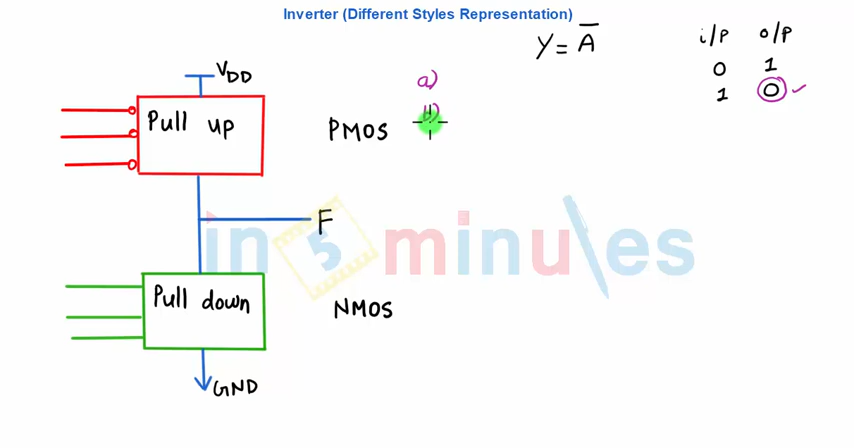 Inverter (Different Styles Representation)
Y = A̅
i/p o/p
0 1
1 0
VDD
Pull up
PMOS
a)
b)
F
in 5 minutes
Pull down
NMOS
GND